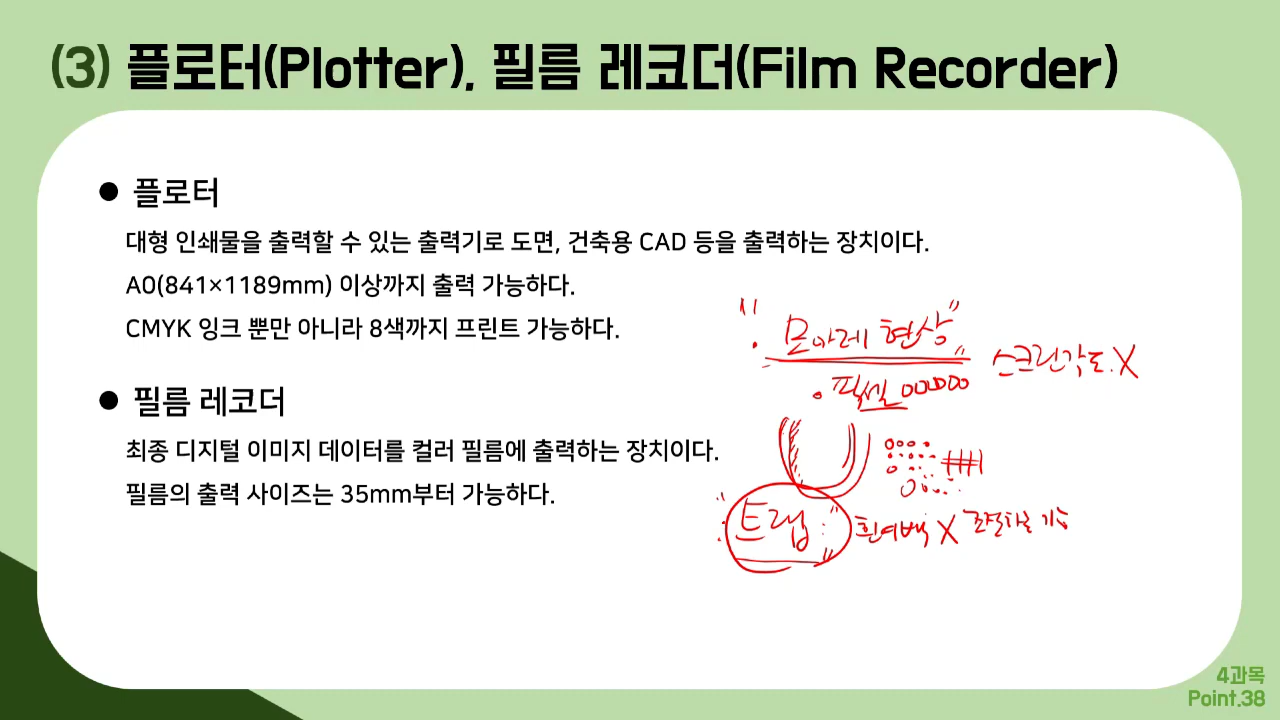 (3) 플로터(Plotter), 필름 레코더(Film Recorder)
● 플로터
대형 인쇄물을 출력할 수 있는 출력기로 도면, 건축용 CAD 등을 출력하는 장치이다.
A0(841×1189mm) 이상까지 출력 가능하다.
CMYK 잉크 뿐만 아니라 8색까지 프린트 가능하다.
● 필름 레코더
최종 디지털 이미지 데이터를 컬러 필름에 출력하는 장치이다.
필름의 출력 사이즈는 35mm부터 가능하다.
"모아레 현상"
스크린각도.X
픽셀
"트랩"
흰여백 X
4과목
Point.38